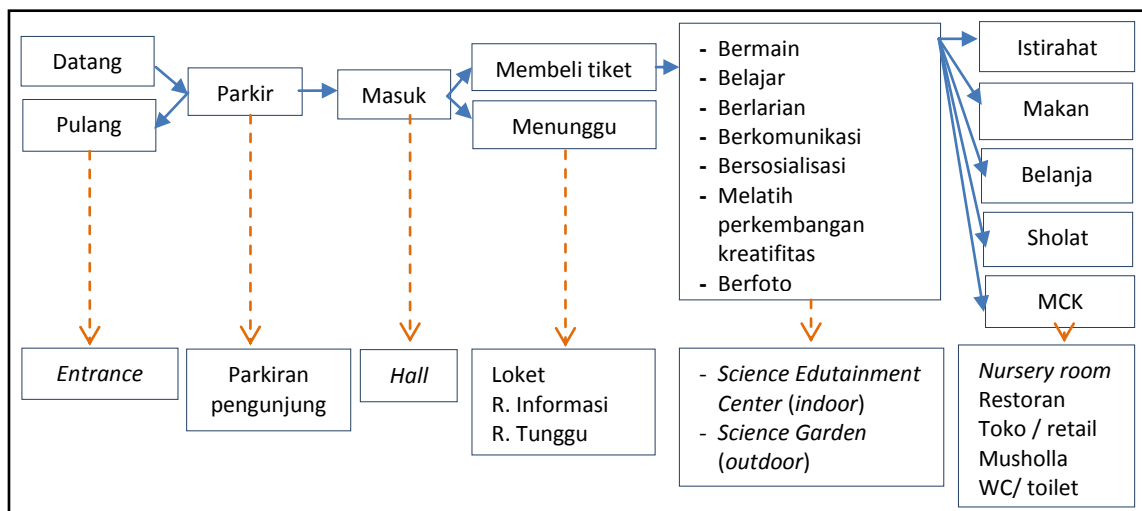 Datang
Pulang
Parkir
Masuk
Membeli tiket
Menunggu
- Bermain
- Belajar
- Berlarian
- Berkomunikasi
- Bersosialisasi
- Melatih
perkembangan
kreatifitas
- Berfoto
Istirahat
Makan
Belanja
Sholat
MCK
Entrance
Parkiran
pengunjung
Hall
Loket
R. Informasi
R. Tunggu
- Science Edutainment
Center (indoor)
- Science Garden
(outdoor)
Nursery room
Restoran
Toko / retail
Musholla
WC/ toilet